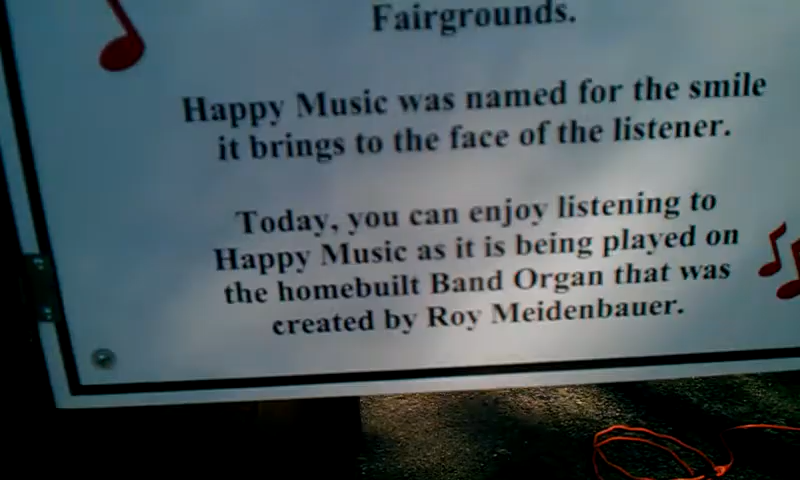 Fairgrounds.
Happy Music was named for the smile
it brings to the face of the listener.
Today, you can enjoy listening to
Happy Music as it is being played on
the homebuilt Band Organ that was
created by Roy Meidenbauer.